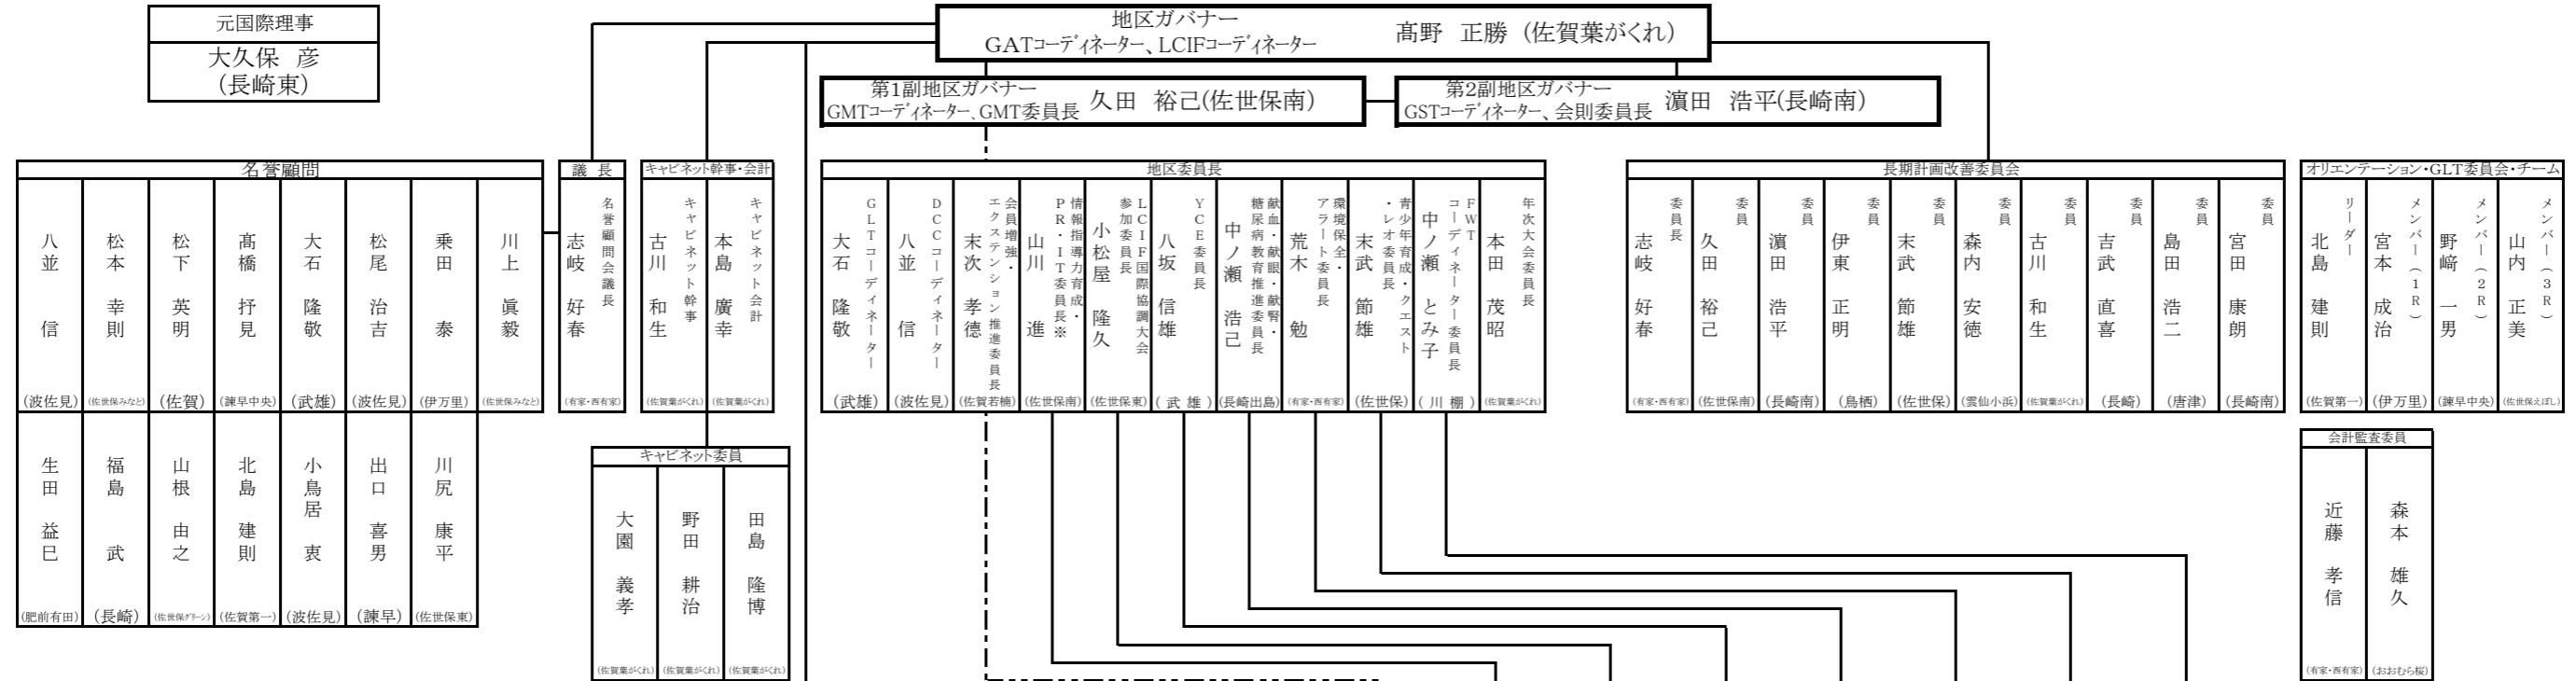 元国際理事
大久保 彦
(長崎東)
地区ガバナー
GATコーディネーター、LCIFコーディネーター
髙野 正勝 (佐賀葉がくれ)
第1副地区ガバナー
GMTコーディネーター、GMT委員長
久田 裕己(佐世保南)
第2副地区ガバナー
GSTコーディネーター、会則委員長
濵田 浩平(長崎南)
名誉顧問
八並 信
(波佐見)
松本 幸則
(佐世保みなと)
松下 英明
(佐賀)
髙橋 抒見
(諫早中央)
大石 隆敬
(武雄)
松尾 治吉
(波佐見)
乗田 泰
(伊万里)
川上 眞毅
(佐世保みなと)
生田 益巳
(肥前有田)
福島 武
(長崎)
山根 由之
(佐世保グリーン)
北島 建則
(佐賀第一)
小鳥居 衷
(波佐見)
出口 喜男
(諫早)
川尻 康平
(佐世保東)
議 長
名誉顧問会議長
志岐 好春
(有家・西有家)
キャビネット幹事・会計
キャビネット幹事
古川 和生
(佐賀葉がくれ)
キャビネット会計
本島 廣幸
(佐賀葉がくれ)
キャビネット委員
大園 義孝
(佐賀葉がくれ)
野田 耕治
(佐賀葉がくれ)
田島 隆博
(佐賀葉がくれ)
地区委員長
GLTコーディネーター
大石 隆敬
(武雄)
DCCコーディネーター
八並 信
(波佐見)
会員増強・
エクステンション推進委員長
末次 孝德
(佐賀若楠)
情報指導力育成・
PR・IT委員長※
山川 進
(佐世保南)
LCIF国際協調大会
参加委員長
小松屋 隆久
(佐世保東)
YCE委員長
八坂 信雄
(武雄)
献血・献眼・献腎・
糖尿病教育推進委員長
中ノ瀬 浩己
(長崎出島)
環境保全・
アラート委員長
荒木 勉
(有家・西有家)
青少年育成・クエスト
・レオ委員長
末武 節雄
(佐世保)
FWT
コーディネーター委員長
中ノ瀬 とみ子
(川棚)
年次大会委員長
本田 茂昭
(佐賀葉がくれ)
長期計画改善委員会
委員長
志岐 好春
(有家・西有家)
委員
久田 裕己
(佐世保南)
委員
濵田 浩平
(長崎南)
委員
伊東 正明
(鳥栖)
委員
末武 節雄
(佐世保)
委員
森内 安徳
(雲仙小浜)
委員
古川 和生
(佐賀葉がくれ)
委員
吉武 直喜
(長崎)
委員
島田 浩二
(唐津)
委員
宮田 康朗
(長崎南)
オリエンテーション・GLT委員会・チーム
リーダー
北島 建則
(佐賀第一)
メンバー(1R)
宮本 成治
(伊万里)
メンバー(2R)
野﨑 一男
(諫早中央)
メンバー(3R)
山内 正美
(佐世保えぼし)
会計監査委員
近藤 孝信
(有家・西有家)
森本 雄久
(おおむら桜)